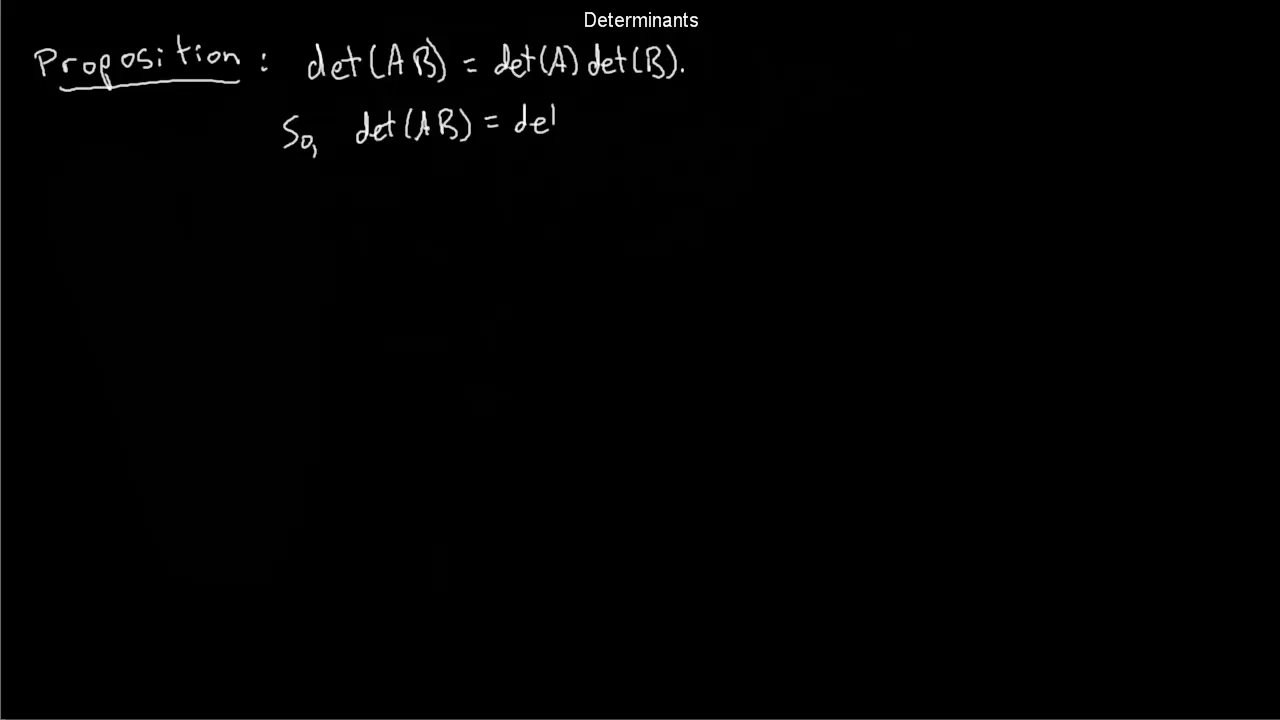 Determinants
Proposition : det(AB) = det(A) det(B).
So, det(AB) = de